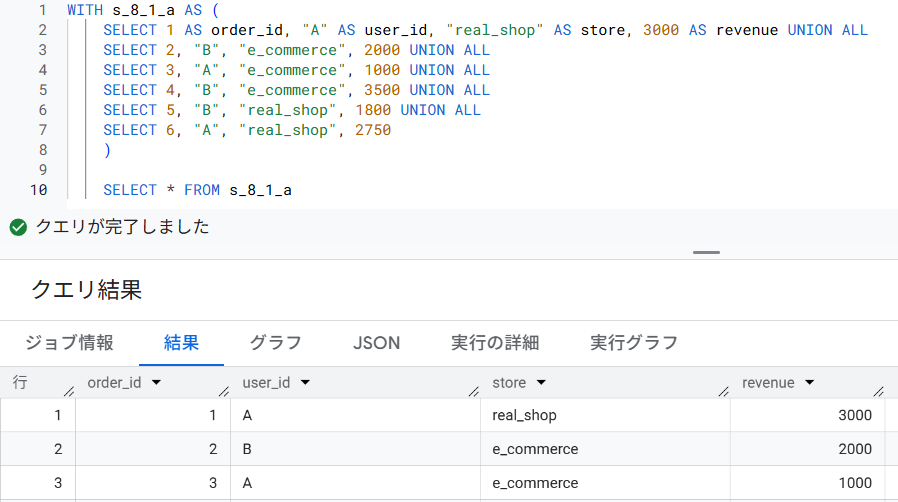 1 WITH s_8_1_a AS (
2 SELECT 1 AS order_id, "A" AS user_id, "real_shop" AS store, 3000 AS revenue UNION ALL
3 SELECT 2, "B", "e_commerce", 2000 UNION ALL
4 SELECT 3, "A", "e_commerce", 1000 UNION ALL
5 SELECT 4, "B", "e_commerce", 3500 UNION ALL
6 SELECT 5, "B", "real_shop", 1800 UNION ALL
7 SELECT 6, "A", "real_shop", 2750
8 )
9
10 SELECT * FROM s_8_1_a
クエリが完了しました
クエリ結果
ジョブ情報 結果 グラフ JSON 実行の詳細 実行グラフ
行 order_id user_id store revenue
1 1 A real_shop 3000
2 2 B e_commerce 2000
3 3 A e_commerce 1000